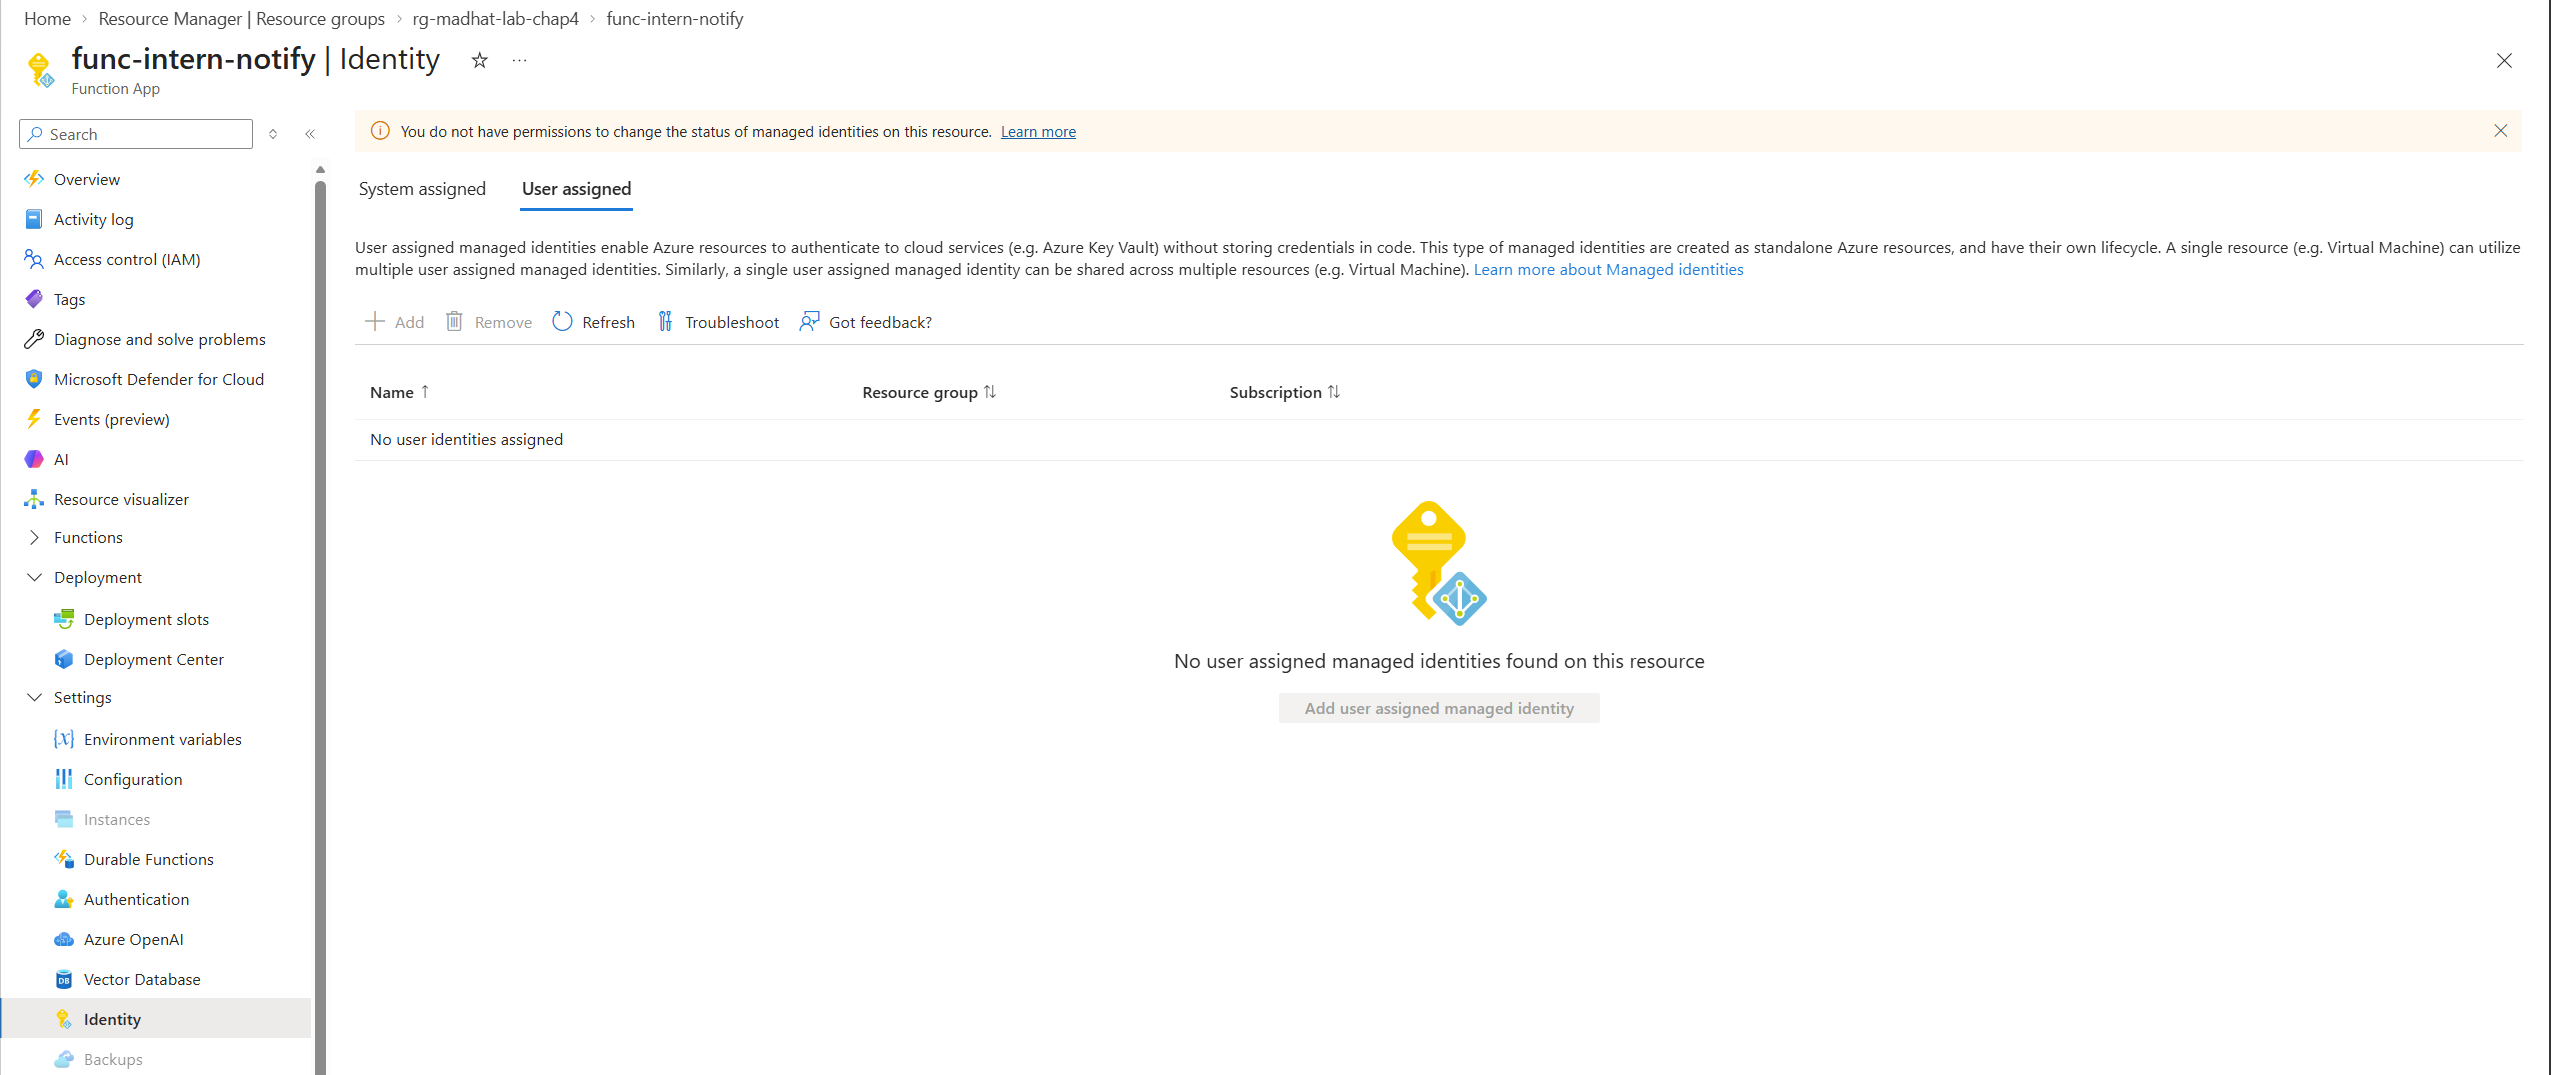 Home > Resource Manager | Resource groups > rg-madhat-lab-chap4 > func-intern-notify
func-intern-notify | Identity
Function App
Search
You do not have permissions to change the status of managed identities on this resource. Learn more
Overview
Activity log
Access control (IAM)
Tags
Diagnose and solve problems
Microsoft Defender for Cloud
Events (preview)
AI
Resource visualizer
Functions
Deployment
Deployment slots
Deployment Center
Settings
Environment variables
Configuration
Instances
Durable Functions
Authentication
Azure OpenAI
Vector Database
Identity
Backups
System assigned User assigned
User assigned managed identities enable Azure resources to authenticate to cloud services (e.g. Azure Key Vault) without storing credentials in code. This type of managed identities are created as standalone Azure resources, and have their own lifecycle. A single resource (e.g. Virtual Machine) can utilize
multiple user assigned managed identities. Similarly, a single user assigned managed identity can be shared across multiple resources (e.g. Virtual Machine). Learn more about Managed identities
Add Remove Refresh Troubleshoot Got feedback?
Name ↑ Resource group ↑↓ Subscription ↑↓
No user identities assigned
No user assigned managed identities found on this resource
Add user assigned managed identity